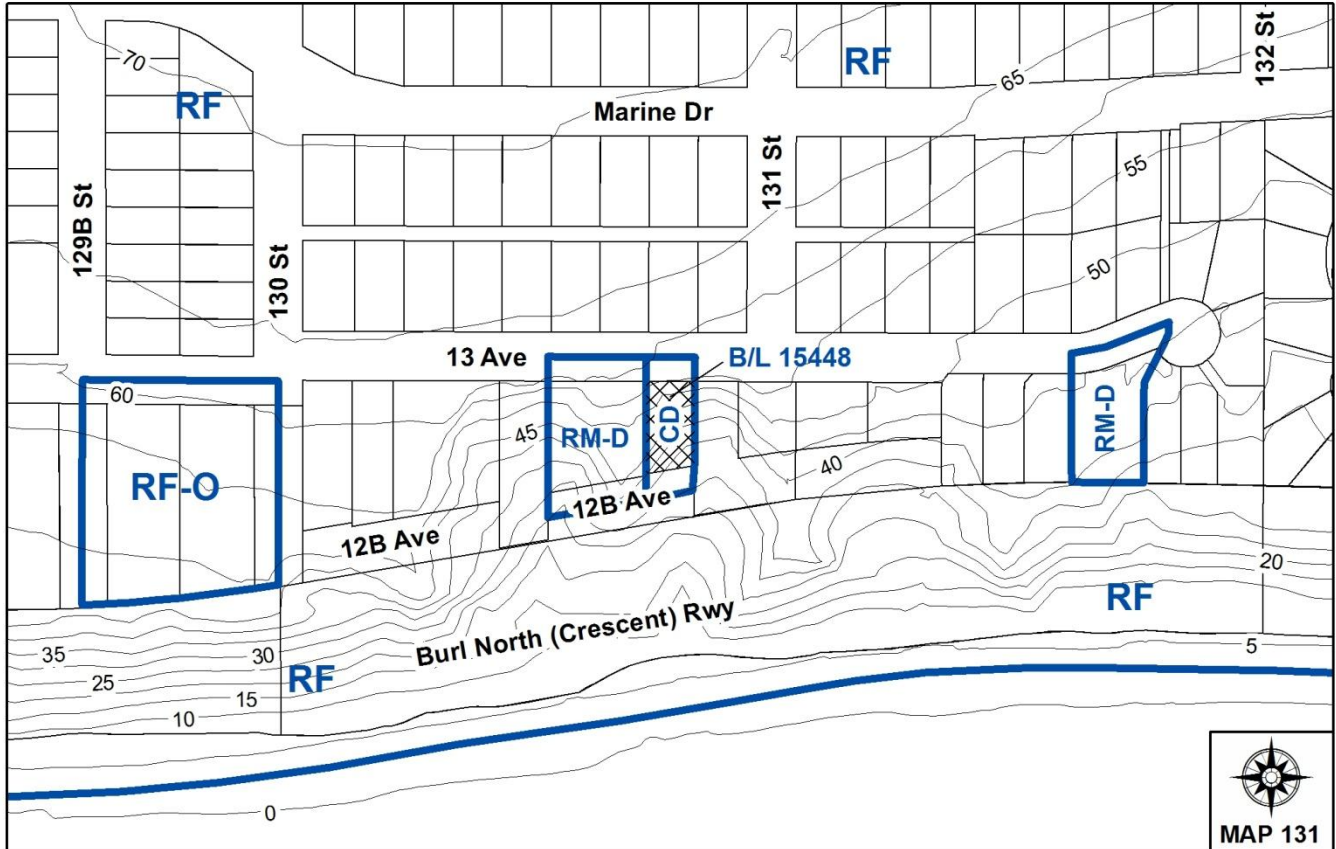 70
RF
RF
65
132 St
Marine Dr
131 St
55
129B St
130 St
50
13 Ave
B/L 15448
60
45
RM-D
CD
RM-D
40
RF-O
12B Ave
12B Ave
20
RF
Burl North (Crescent) Rwy
5
35
30
25
RF
15
10
0
MAP 131